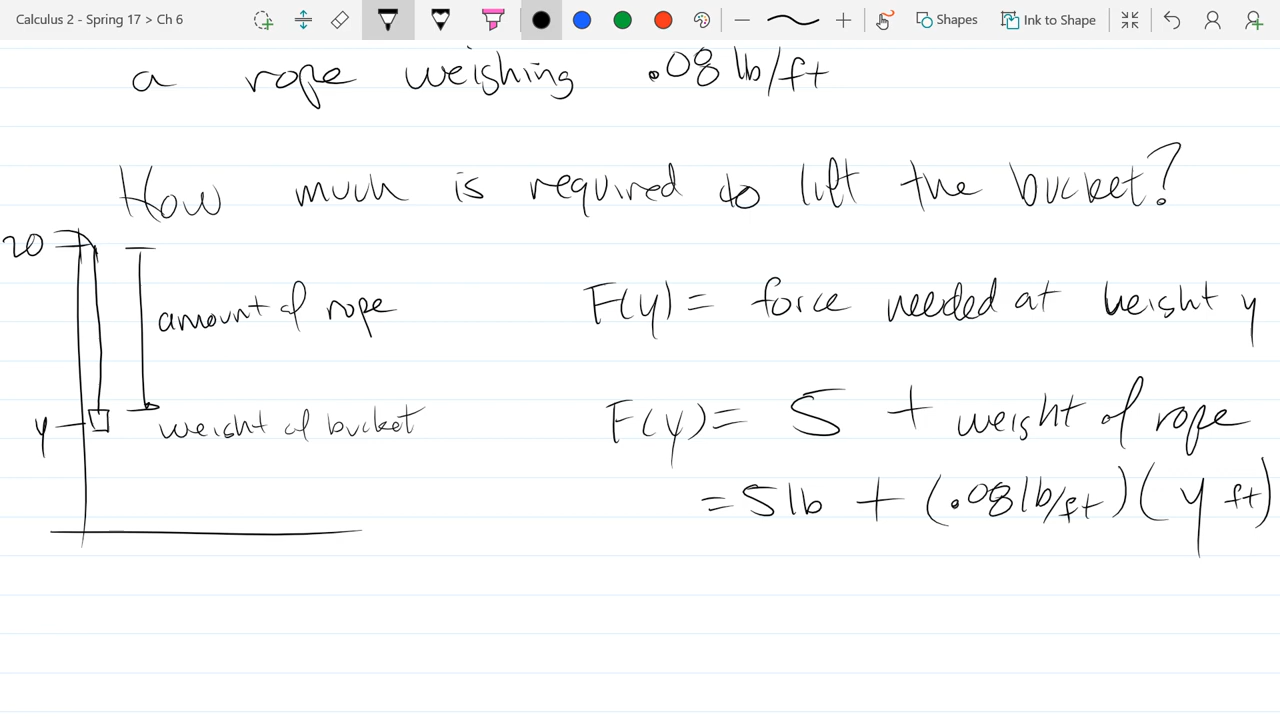 Calculus 2 - Spring 17 > Ch 6
Shapes
Ink to Shape
a rope weighing .08 lb/ft
How much is required to lift the bucket?
20
amount of rope
F(y) = force needed at height y
y
weight of bucket
F(y) = 5 + weight of rope
= 5 lb + (.08 lb/ft)(y ft)